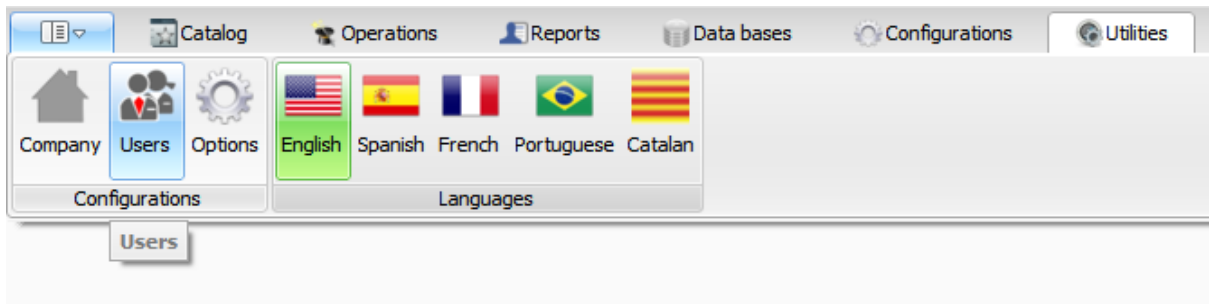 Catalog Operations Reports Data bases Configurations Utilities
Company Users Options English Spanish French Portuguese Catalan
Configurations Languages
Users